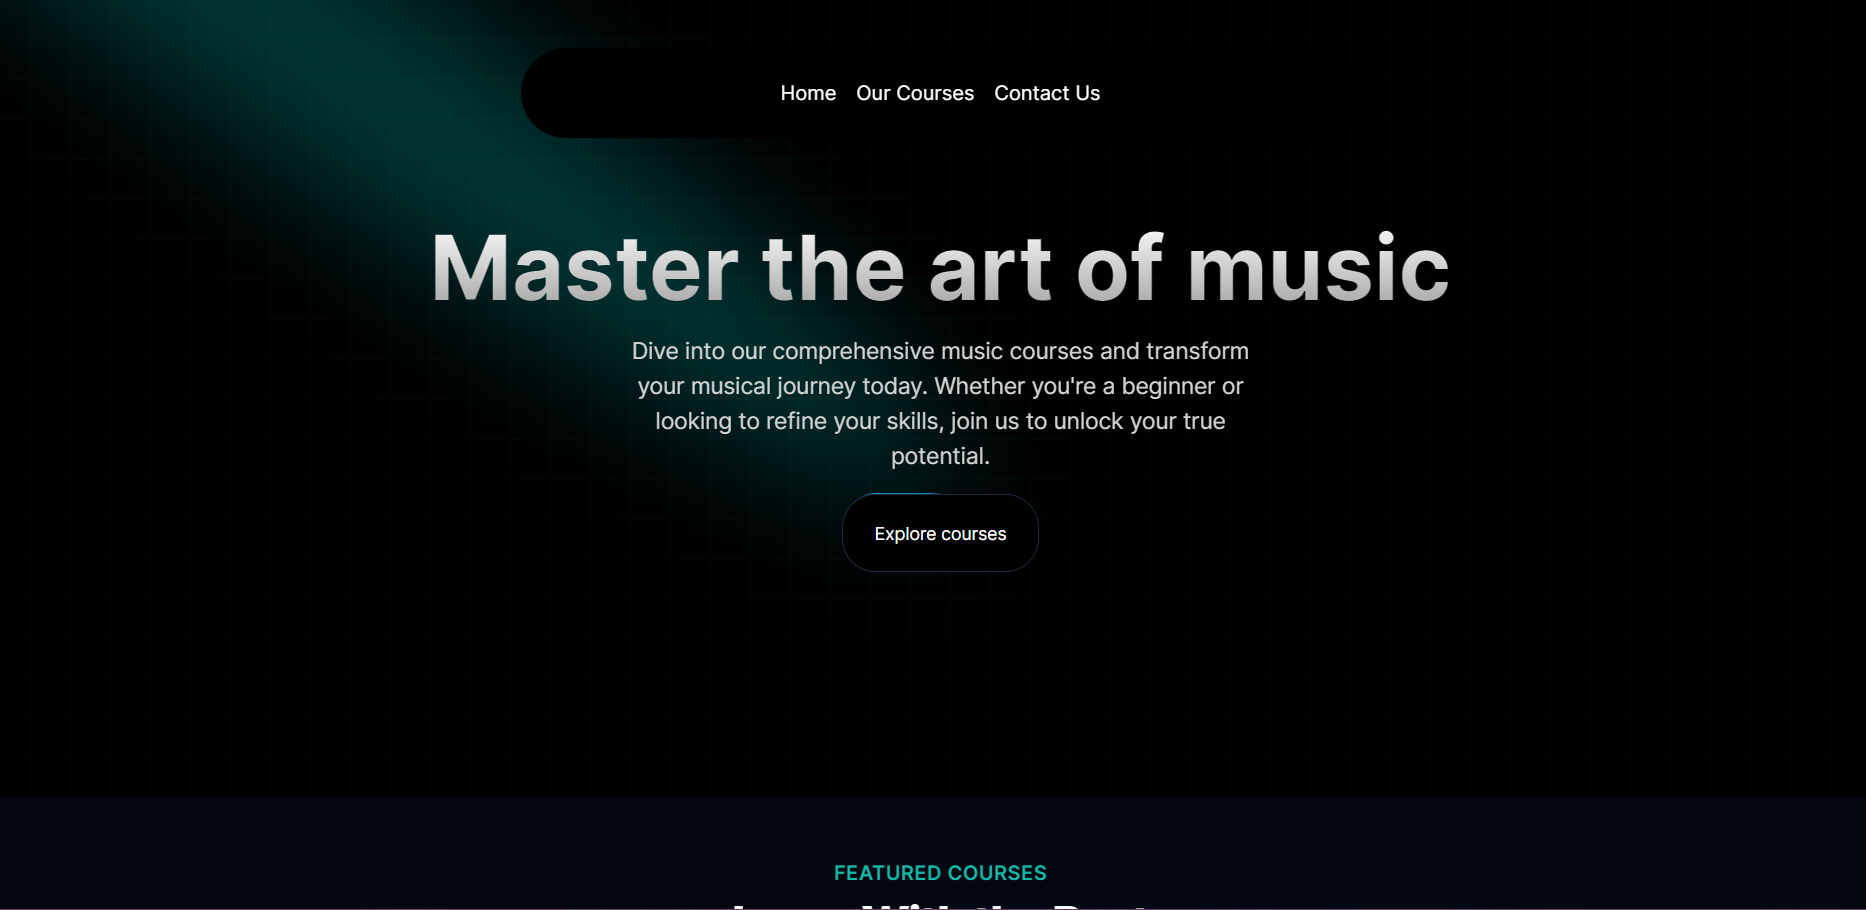 Home Our Courses Contact Us
Master the art of music
Dive into our comprehensive music courses and transform
your musical journey today. Whether you're a beginner or
looking to refine your skills, join us to unlock your true
potential.
Explore courses
FEATURED COURSES